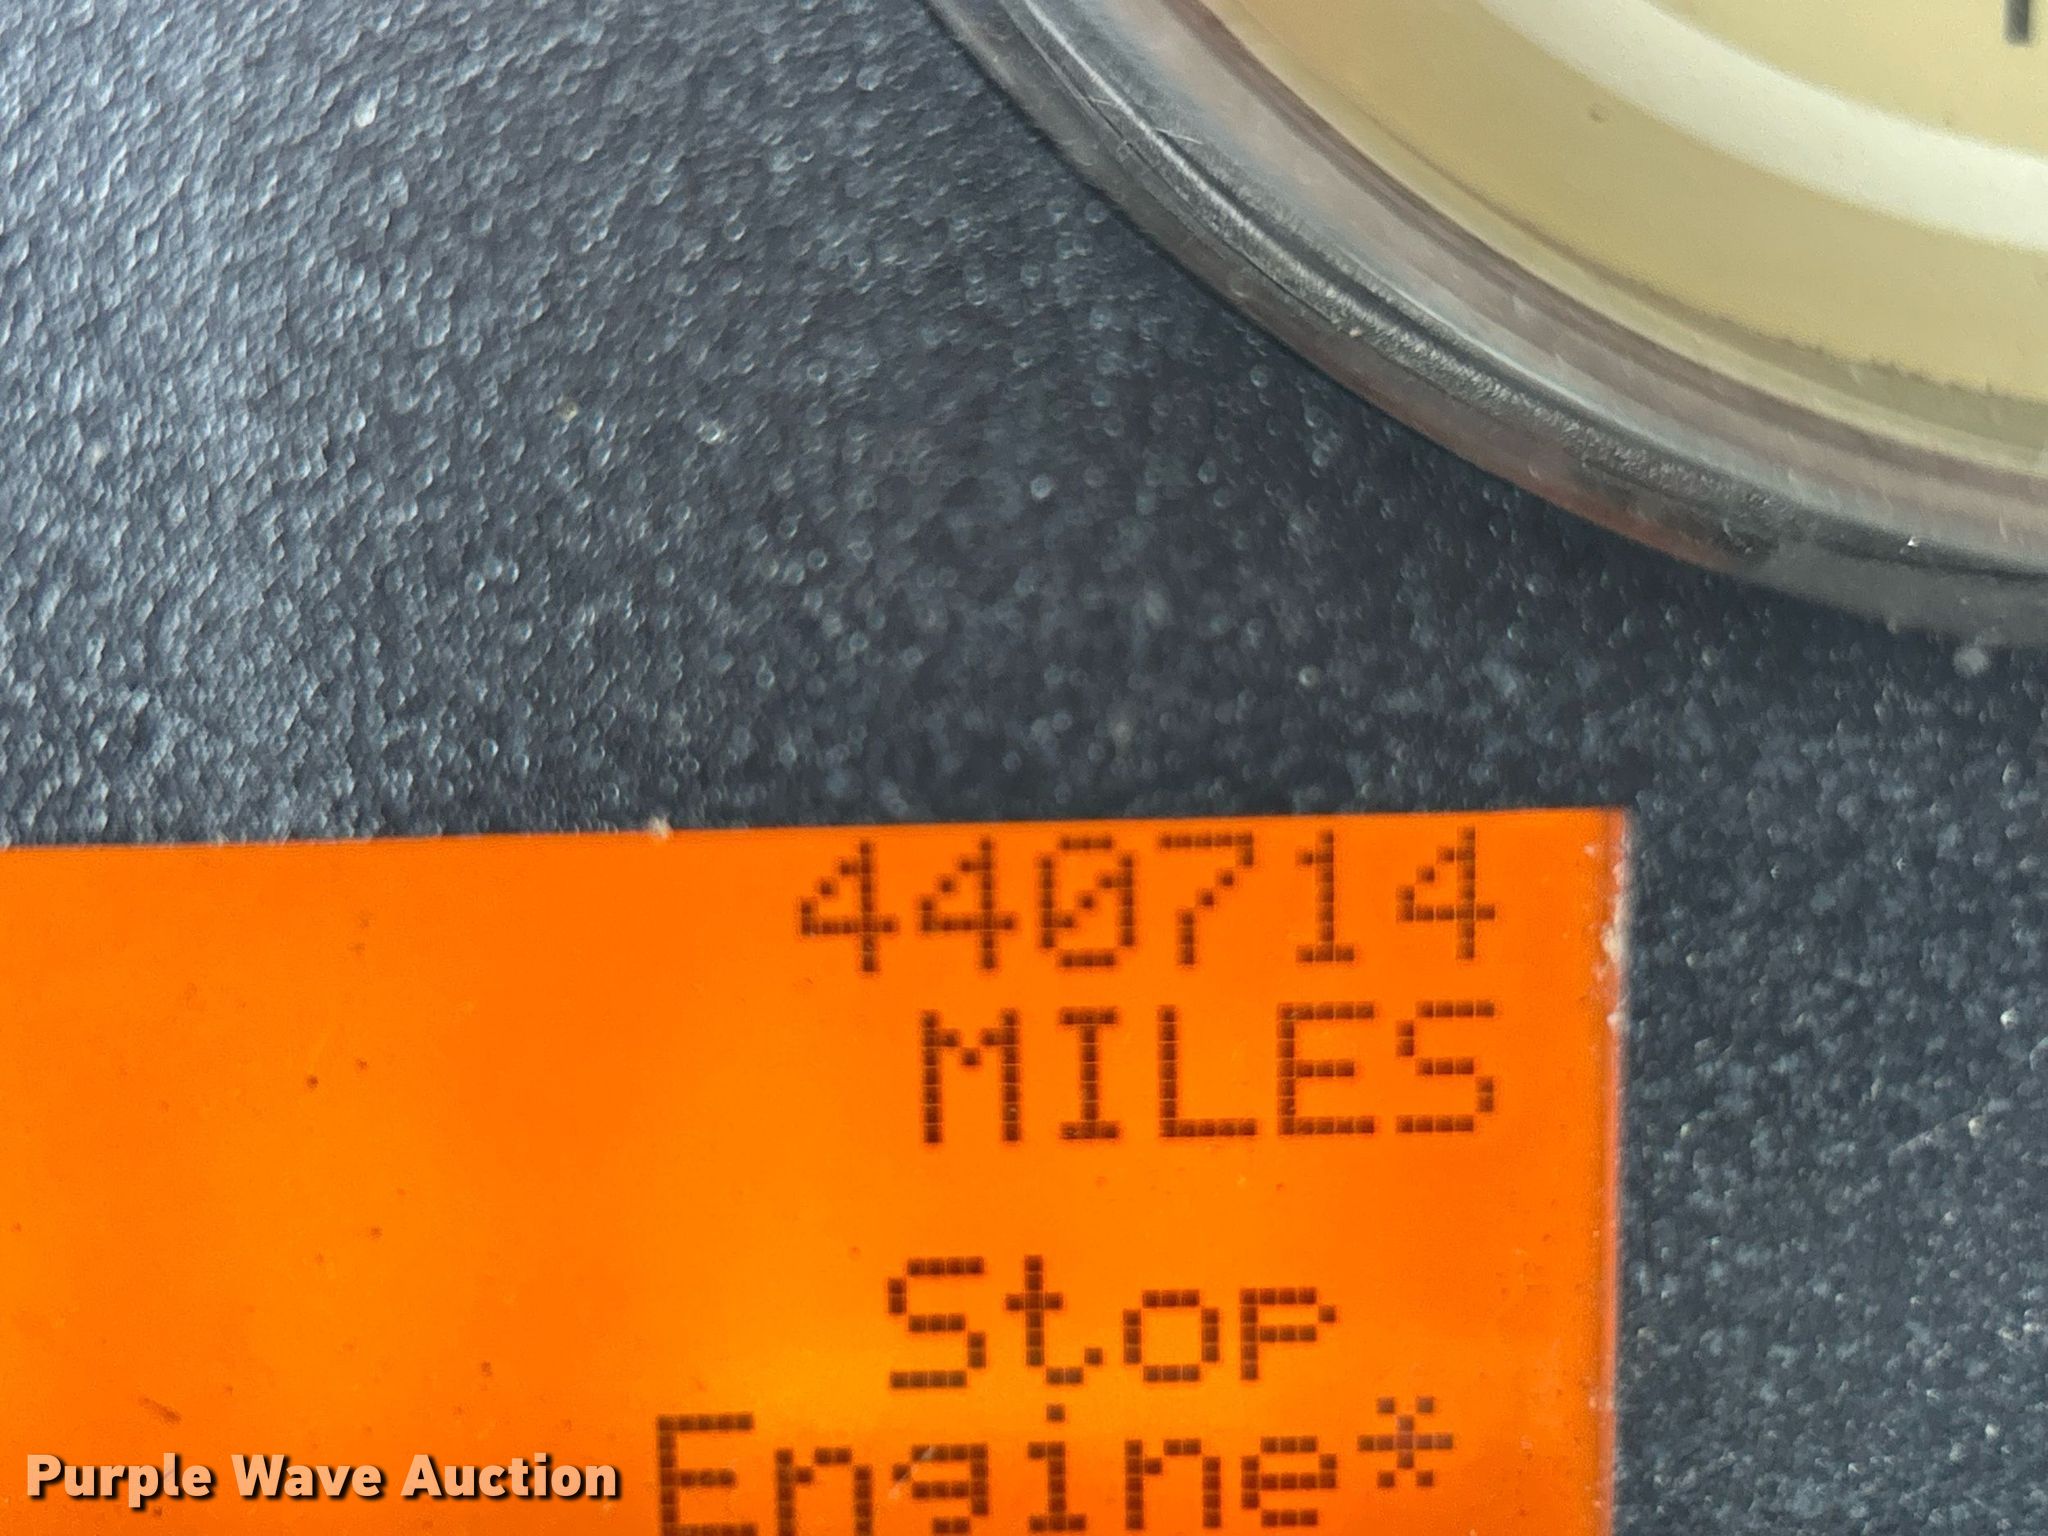 440714
MILES
Stop
Engine*
Purple Wave Auction